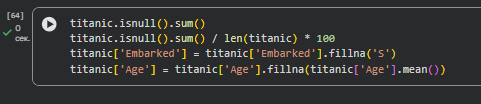 [64]
0
сек.
titanic.isnull().sum()
titanic.isnull().sum() / len(titanic) * 100
titanic['Embarked'] = titanic['Embarked'].fillna('S')
titanic['Age'] = titanic['Age'].fillna(titanic['Age'].mean())